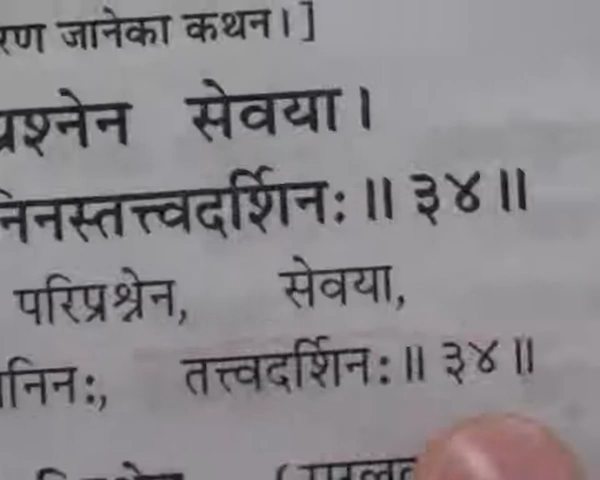 रण जानेका कथन।]
प्रश्नेन सेवया।
निनस्तत्त्वदर्शिनः॥ ३४॥
परिप्रश्नेन, सेवया,
निनः, तत्त्वदर्शिनः॥ ३४॥